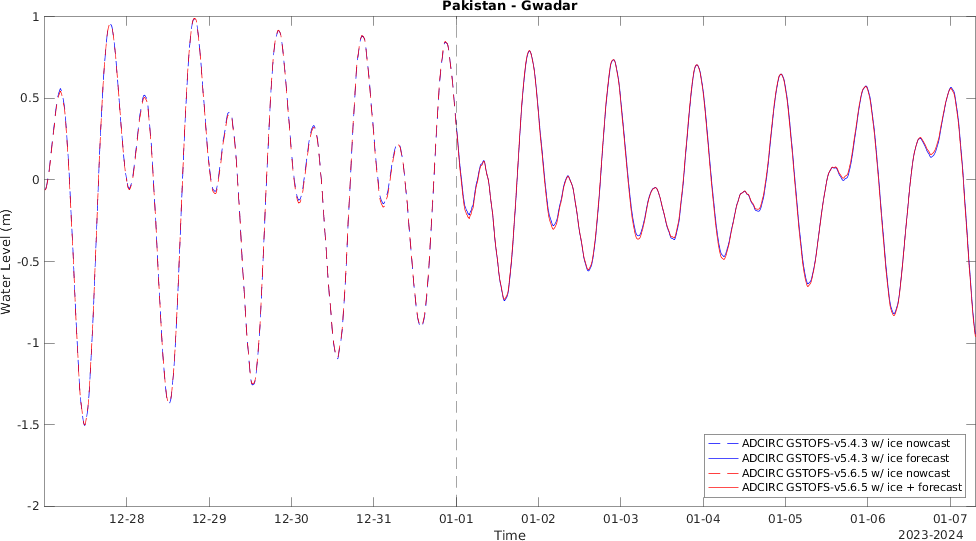 Pakistan - Gwadar
1
0.5
0
-0.5
-1
-1.5
-2
Water Level (m)
ADCIRC GSTOFS-v5.4.3 w/ ice nowcast
ADCIRC GSTOFS-v5.4.3 w/ ice forecast
ADCIRC GSTOFS-v5.6.5 w/ ice nowcast
ADCIRC GSTOFS-v5.6.5 w/ ice + forecast
12-28 12-29 12-30 12-31 01-01 01-02 01-03 01-04 01-05 01-06 01-07
Time
2023-2024